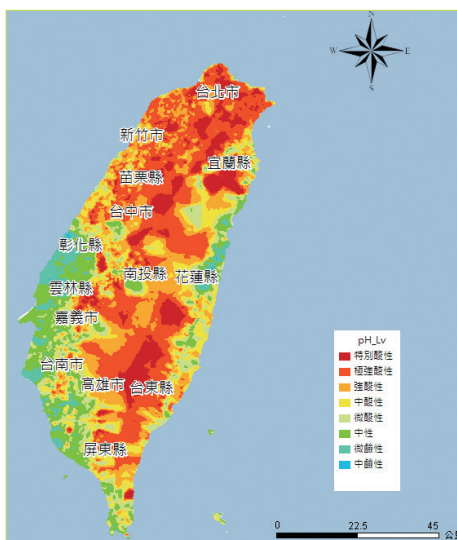 N
W E
S
台北市
新竹市
宜蘭縣
苗栗縣
台中市
彰化縣
南投縣
花蓮縣
雲林縣
嘉義市
台南市
高雄市
台東縣
屏東縣
pH_Lv
特別酸性
極強酸性
強酸性
中酸性
微酸性
中性
微鹼性
中鹼性
0 22.5 45 公里